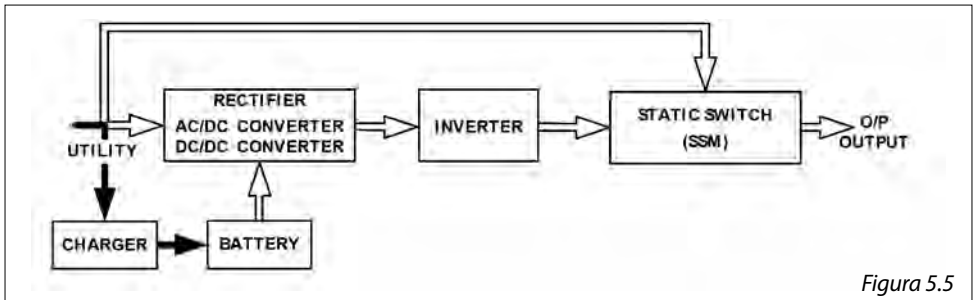 RECTIFIER
AC/DC CONVERTER
DC/DC CONVERTER
INVERTER
STATIC SWITCH
(SSM)
O/P
OUTPUT
UTILITY
CHARGER
BATTERY
Figura 5.5